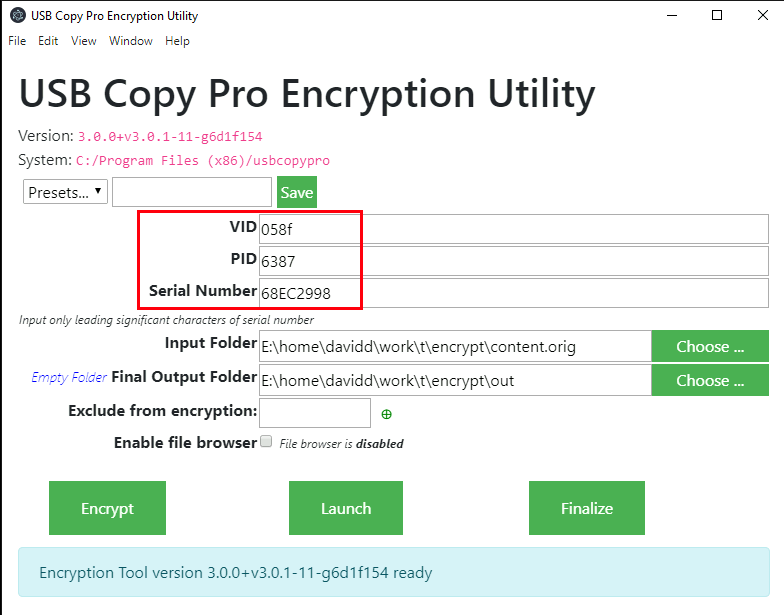 USB Copy Pro Encryption Utility
File Edit View Window Help
USB Copy Pro Encryption Utility
Version: 3.0.0+v3.0.1-11-g6d1f154
System: C:/Program Files (x86)/usbcopypro
Presets... Save
VID 058f
PID 6387
Serial Number 68EC2998
Input only leading significant characters of serial number
Input Folder E:\home\davidd\work\t\encrypt\content.orig Choose ...
Empty Folder Final Output Folder E:\home\davidd\work\t\encrypt\out Choose ...
Exclude from encryption:
Enable file browser File browser is disabled
Encrypt Launch Finalize
Encryption Tool version 3.0.0+v3.0.1-11-g6d1f154 ready